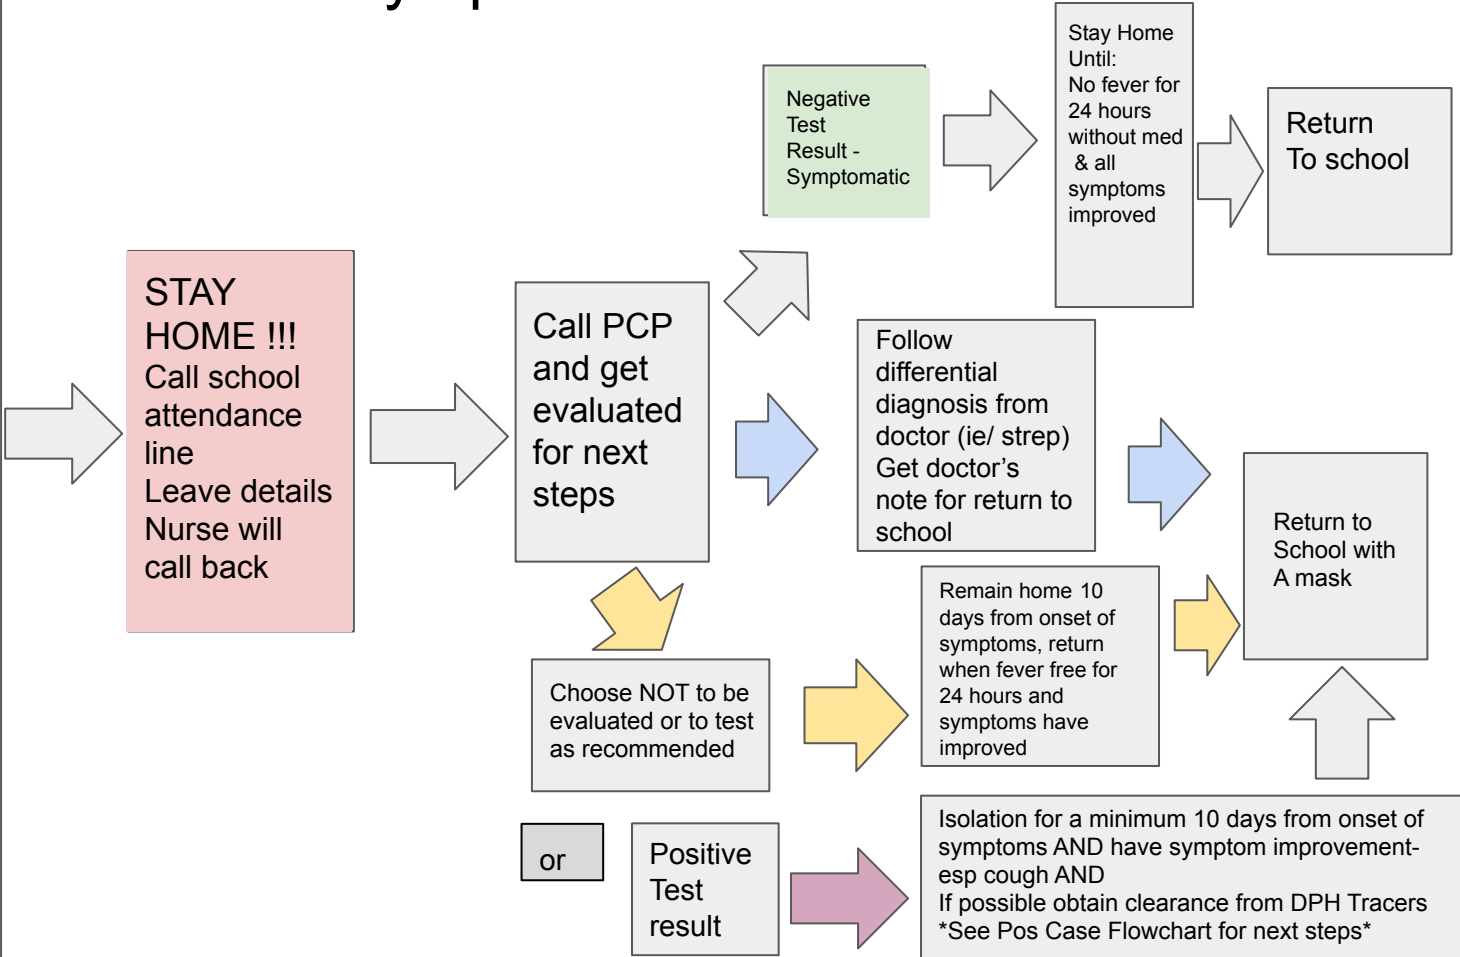 STAY
HOME !!!
Call school
attendance
line
Leave details
Nurse will
call back
Call PCP
and get
evaluated
for next
steps
Negative
Test
Result -
Symptomatic
Stay Home
Until:
No fever for
24 hours
without med
& all
symptoms
improved
Return
To school
Follow
differential
diagnosis from
doctor (ie/ strep)
Get doctor’s
note for return to
school
Return to
School with
A mask
Choose NOT to be
evaluated or to test
as recommended
Remain home 10
days from onset of
symptoms, return
when fever free for
24 hours and
symptoms have
improved
or
Positive
Test
result
Isolation for a minimum 10 days from onset of
symptoms AND have symptom improvement-
esp cough AND
If possible obtain clearance from DPH Tracers
*See Pos Case Flowchart for next steps*